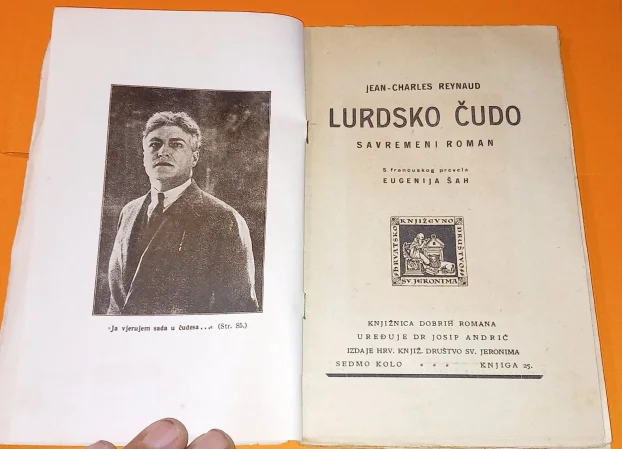 »Ja vjerujem sada u čudesa...« (Str. 85.)
JEAN-CHARLES REYNAUD
LURDSKO ČUDO
SAVREMENI ROMAN
S francuskog prevela
EUGENIJA ŠAH
KNJIŽEVNO
HRVATSKO
DRUŠTVO
SV. JERONIMA
KNJIŽNICA DOBRIH ROMANA
UREĐUJE DR JOSIP ANDRIĆ
IZDAJE HRV. KNJIŽ. DRUŠTVO SV. JERONIMA
SEDMO KOLO * * * KNJIGA 25.